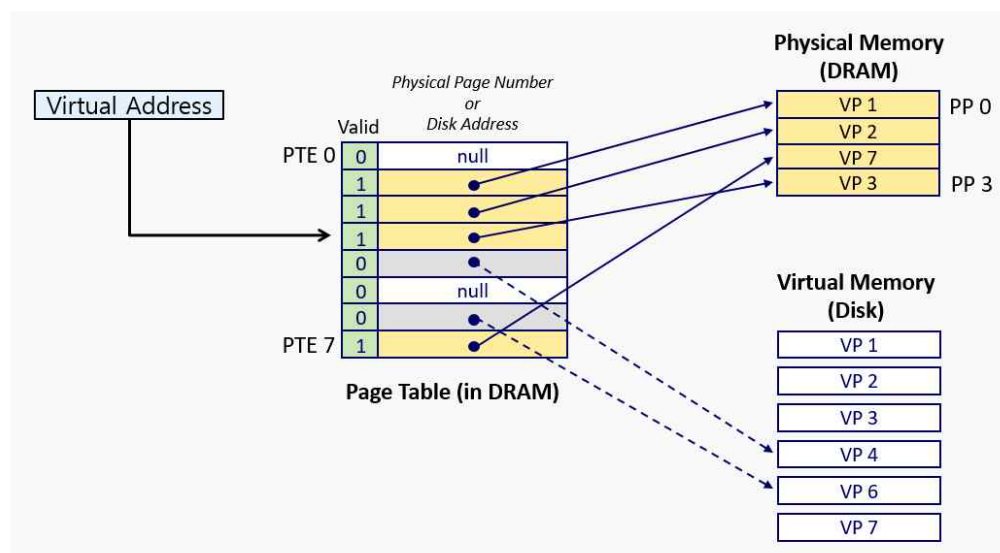 Physical Memory
(DRAM)
Physical Page Number
or
Disk Address
Virtual Address
Valid
VP 1 PP 0
VP 2
VP 7
VP 3 PP 3
PTE 0 0 null
1
1
1
0
0 null
0
PTE 7 1
Page Table (in DRAM)
Virtual Memory
(Disk)
VP 1
VP 2
VP 3
VP 4
VP 6
VP 7